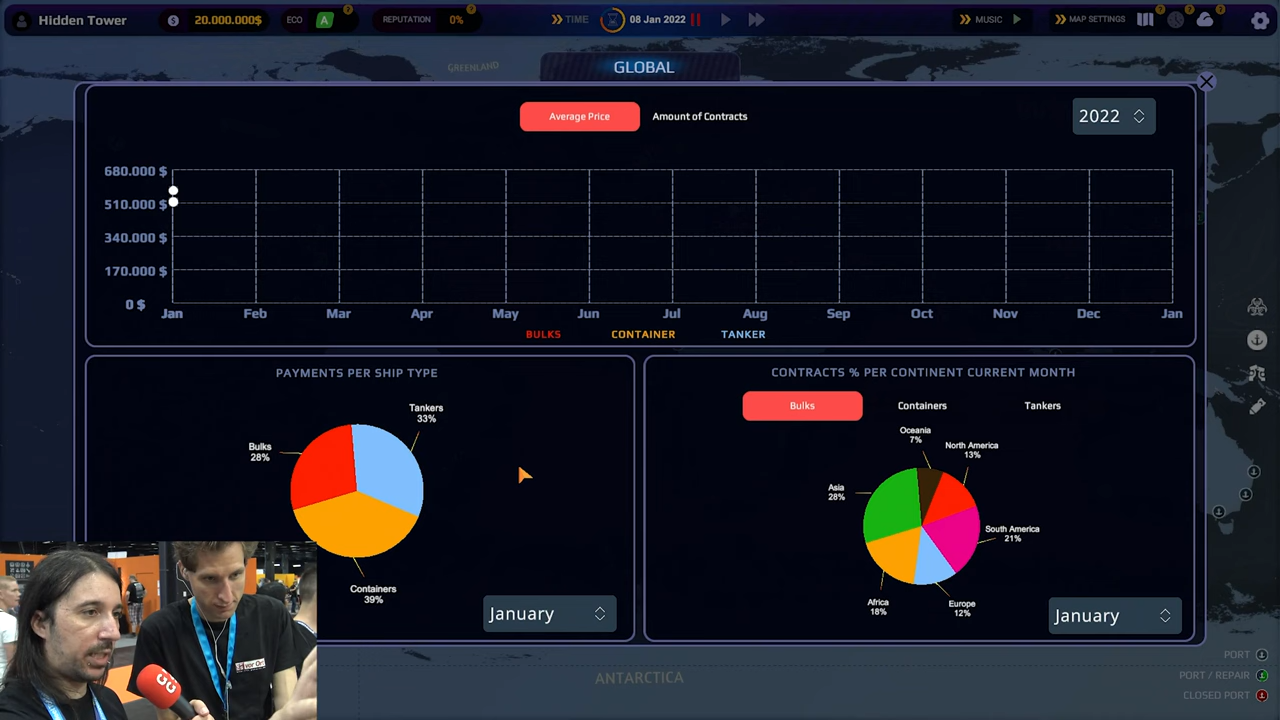 Hidden Tower
$ 20.000.000$
ECO A ?
REPUTATION 0% ?
TIME 08 Jan 2022
MUSIC
MAP SETTINGS ? ? ?
GREENLAND
GLOBAL
Average Price
Amount of Contracts
2022
680.000 $
510.000 $
340.000 $
170.000 $
0 $
Jan Feb Mar Apr May Jun Jul Aug Sep Oct Nov Dec Jan
BULKS CONTAINER TANKER
PAYMENTS PER SHIP TYPE
Tankers
33%
Bulks
28%
Containers
39%
January
CONTRACTS % PER CONTINENT CURRENT MONTH
Bulks Containers Tankers
Oceania
7%
North America
13%
Asia
28%
South America
21%
Africa
18%
Europe
12%
January
ANTARCTICA
PORT
PORT / REPAIR
CLOSED PORT